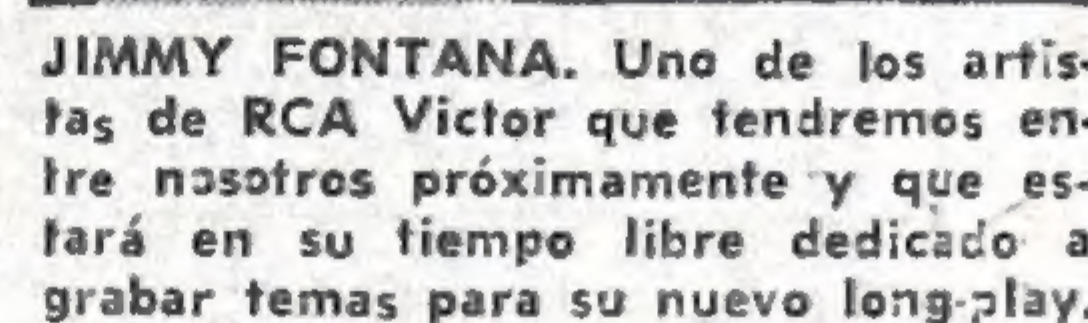 JIMMY FONTANA. Uno de los artis-
tas de RCA Victor que tendremos en-
tre nosotros próximamente y que es-
tará en su tiempo libre dedicado a
grabar temas para su nuevo long-play.